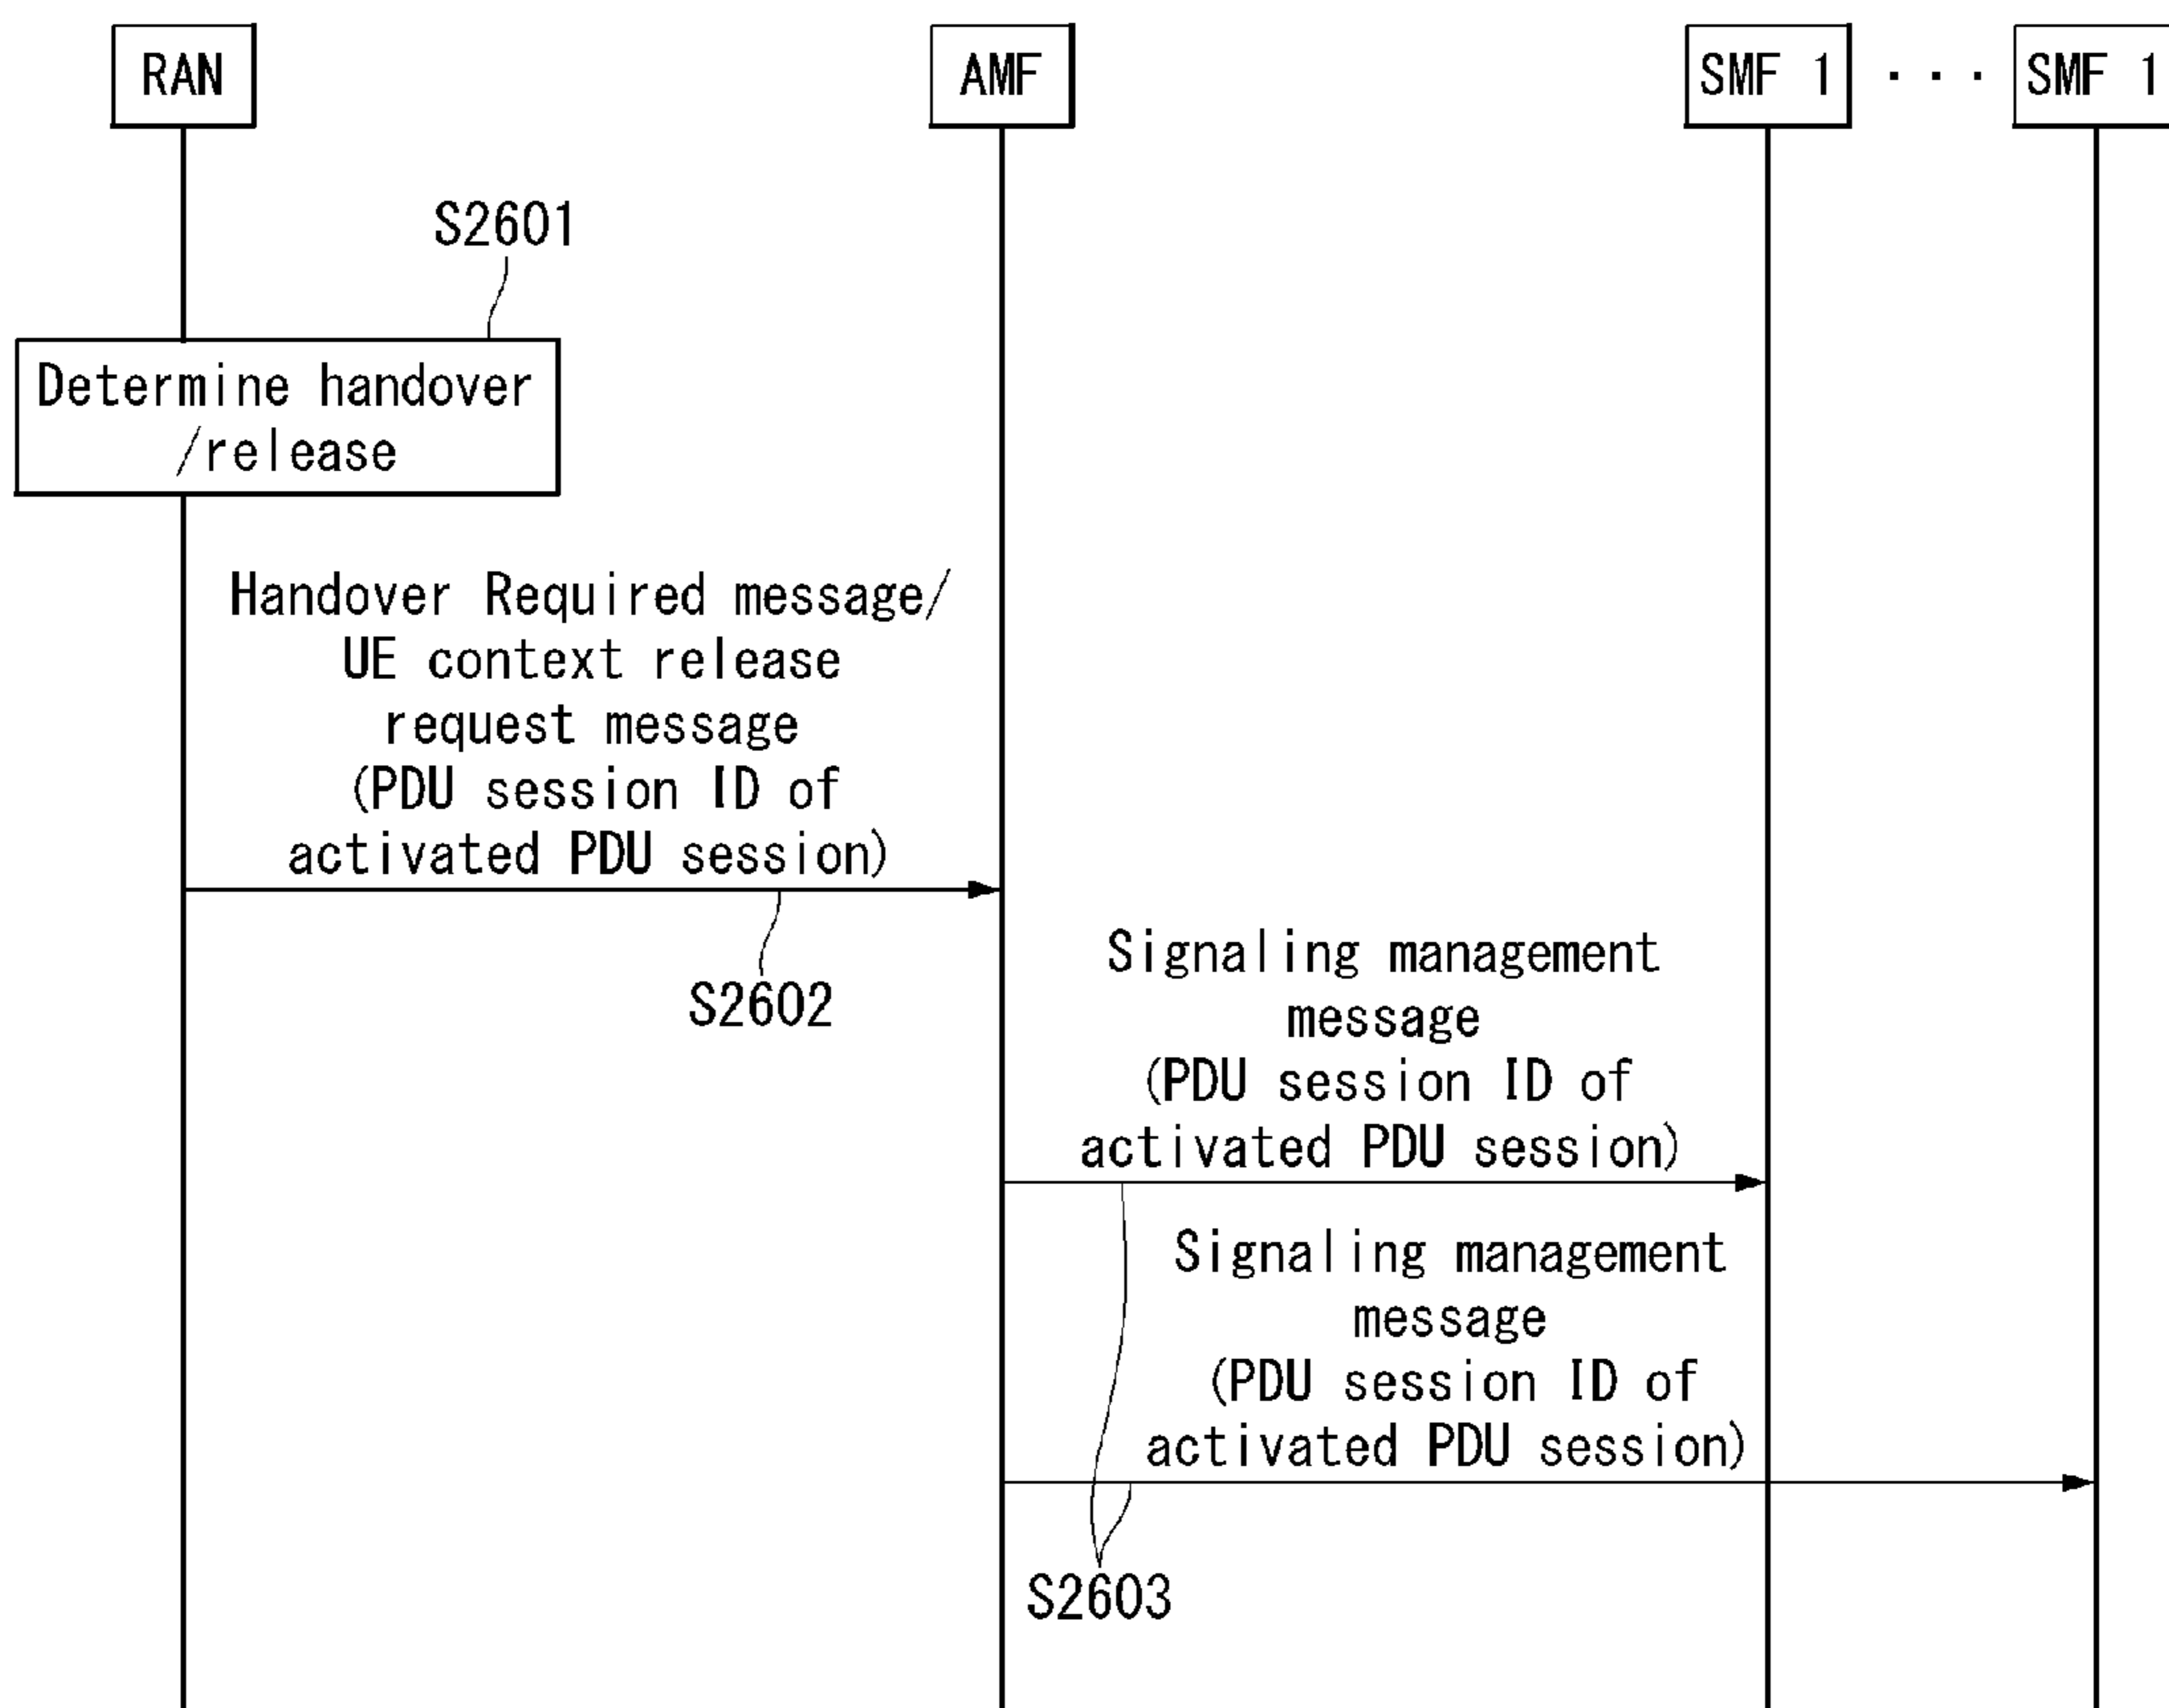 RAN
AMF
SMF 1
· · ·
SMF 1
S2601
Determine handover
/release
Handover Required message/
UE context release
request message
(PDU session ID of
activated PDU session)
S2602
Signaling management
message
(PDU session ID of
activated PDU session)
Signaling management
message
(PDU session ID of
activated PDU session)
S2603